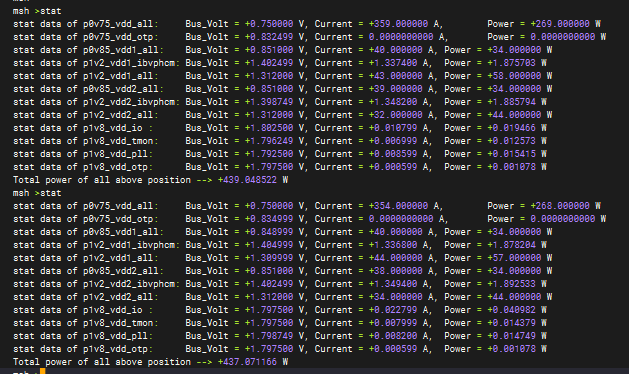 msh >stat
stat data of p0v75_vdd_all: Bus_Volt = +0.750000 V, Current = +359.000000 A, Power = +269.000000 W
stat data of p0v75_vdd_otp: Bus_Volt = +0.832499 V, Current = 0.0000000000 A, Power = 0.0000000000 W
stat data of p0v85_vdd1_all: Bus_Volt = +0.851000 V, Current = +40.000000 A, Power = +34.000000 W
stat data of p1v2_vdd1_ibvphcm: Bus_Volt = +1.402499 V, Current = +1.337400 A, Power = +1.875703 W
stat data of p1v2_vdd1_all: Bus_Volt = +1.312000 V, Current = +43.000000 A, Power = +58.000000 W
stat data of p0v85_vdd2_all: Bus_Volt = +0.851000 V, Current = +39.000000 A, Power = +34.000000 W
stat data of p1v2_vdd2_ibvphcm: Bus_Volt = +1.398749 V, Current = +1.348200 A, Power = +1.885794 W
stat data of p1v2_vdd2_all: Bus_Volt = +1.312000 V, Current = +32.000000 A, Power = +44.000000 W
stat data of p1v8_vdd_io : Bus_Volt = +1.802500 V, Current = +0.010799 A, Power = +0.019466 W
stat data of p1v8_vdd_tmon: Bus_Volt = +1.796249 V, Current = +0.006999 A, Power = +0.012573 W
stat data of p1v8_vdd_pll: Bus_Volt = +1.792500 V, Current = +0.008599 A, Power = +0.015415 W
stat data of p1v8_vdd_otp: Bus_Volt = +1.797500 V, Current = +0.000599 A, Power = +0.001078 W
Total power of all above position --> +439.048522 W
msh >stat
stat data of p0v75_vdd_all: Bus_Volt = +0.750000 V, Current = +354.000000 A, Power = +268.000000 W
stat data of p0v75_vdd_otp: Bus_Volt = +0.834999 V, Current = 0.0000000000 A, Power = 0.0000000000 W
stat data of p0v85_vdd1_all: Bus_Volt = +0.848999 V, Current = +40.000000 A, Power = +34.000000 W
stat data of p1v2_vdd1_ibvphcm: Bus_Volt = +1.404999 V, Current = +1.336800 A, Power = +1.878204 W
stat data of p1v2_vdd1_all: Bus_Volt = +1.309999 V, Current = +44.000000 A, Power = +57.000000 W
stat data of p0v85_vdd2_all: Bus_Volt = +0.851000 V, Current = +38.000000 A, Power = +34.000000 W
stat data of p1v2_vdd2_ibvphcm: Bus_Volt = +1.402499 V, Current = +1.349400 A, Power = +1.892533 W
stat data of p1v2_vdd2_all: Bus_Volt = +1.312000 V, Current = +34.000000 A, Power = +44.000000 W
stat data of p1v8_vdd_io : Bus_Volt = +1.797500 V, Current = +0.022799 A, Power = +0.040982 W
stat data of p1v8_vdd_tmon: Bus_Volt = +1.797500 V, Current = +0.007999 A, Power = +0.014379 W
stat data of p1v8_vdd_pll: Bus_Volt = +1.798749 V, Current = +0.008200 A, Power = +0.014749 W
stat data of p1v8_vdd_otp: Bus_Volt = +1.797500 V, Current = +0.000599 A, Power = +0.001078 W
Total power of all above position --> +437.071166 W